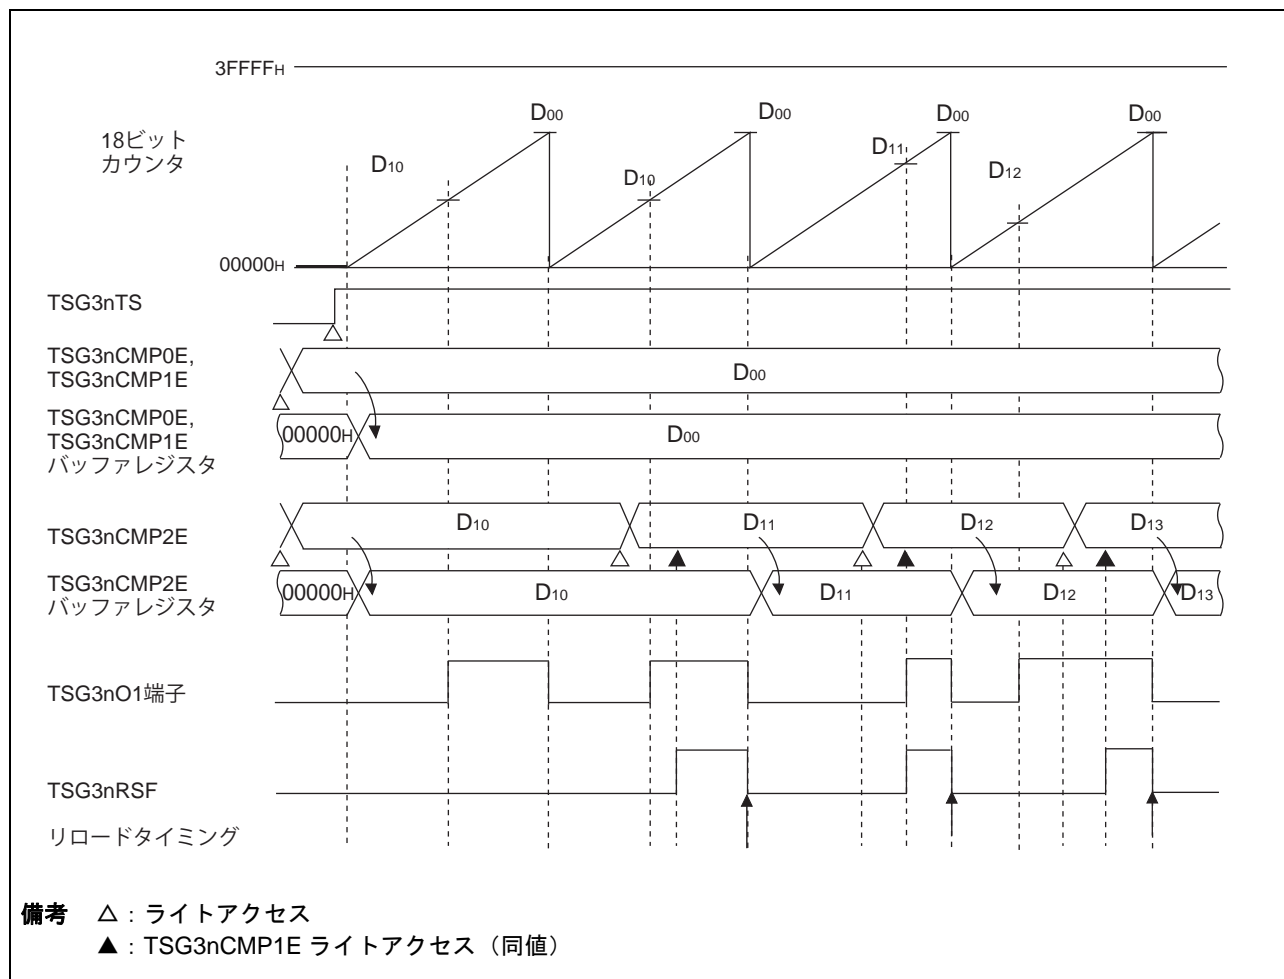 3FFFFH
D00 D00 D00 D00
18ビット
カウンタ
D10 D10 D11 D12
00000H
TSG3nTS
TSG3nCMP0E,
TSG3nCMP1E
D00
TSG3nCMP0E,
TSG3nCMP1E
バッファレジスタ
00000H D00
TSG3nCMP2E
D10 D11 D12 D13
TSG3nCMP2E
バッファレジスタ
00000H D10 D11 D12 D13
TSG3nO1端子
TSG3nRSF
リロードタイミング
備考 △：ライトアクセス
▲：TSG3nCMP1E ライトアクセス（同値）